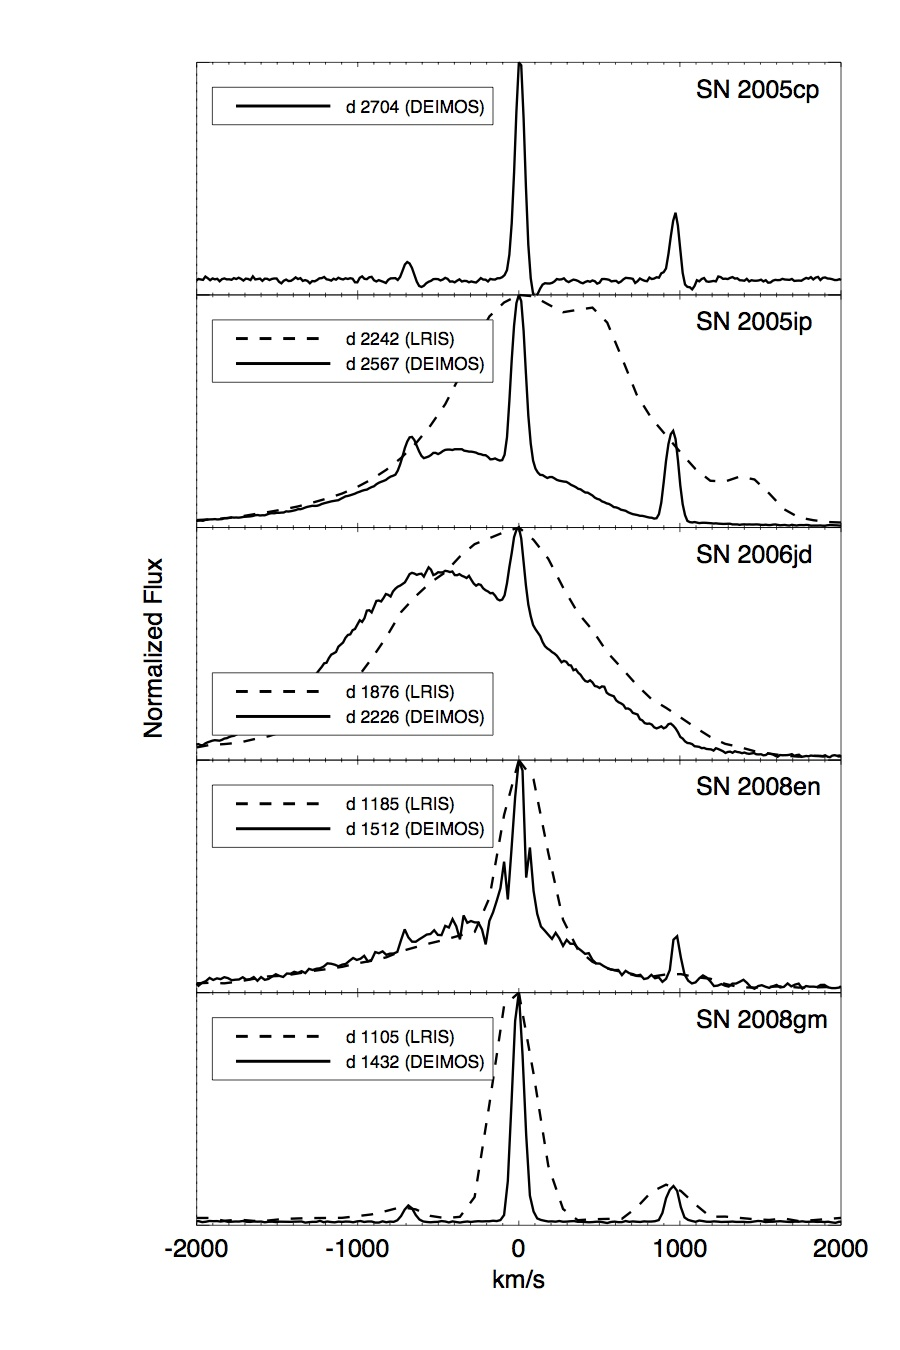 SN 2005cp
d 2704 (DEIMOS)
SN 2005ip
d 2242 (LRIS)
d 2567 (DEIMOS)
SN 2006jd
d 1876 (LRIS)
d 2226 (DEIMOS)
SN 2008en
d 1185 (LRIS)
d 1512 (DEIMOS)
SN 2008gm
d 1105 (LRIS)
d 1432 (DEIMOS)
Normalized Flux
-2000 -1000 0 1000 2000
km/s